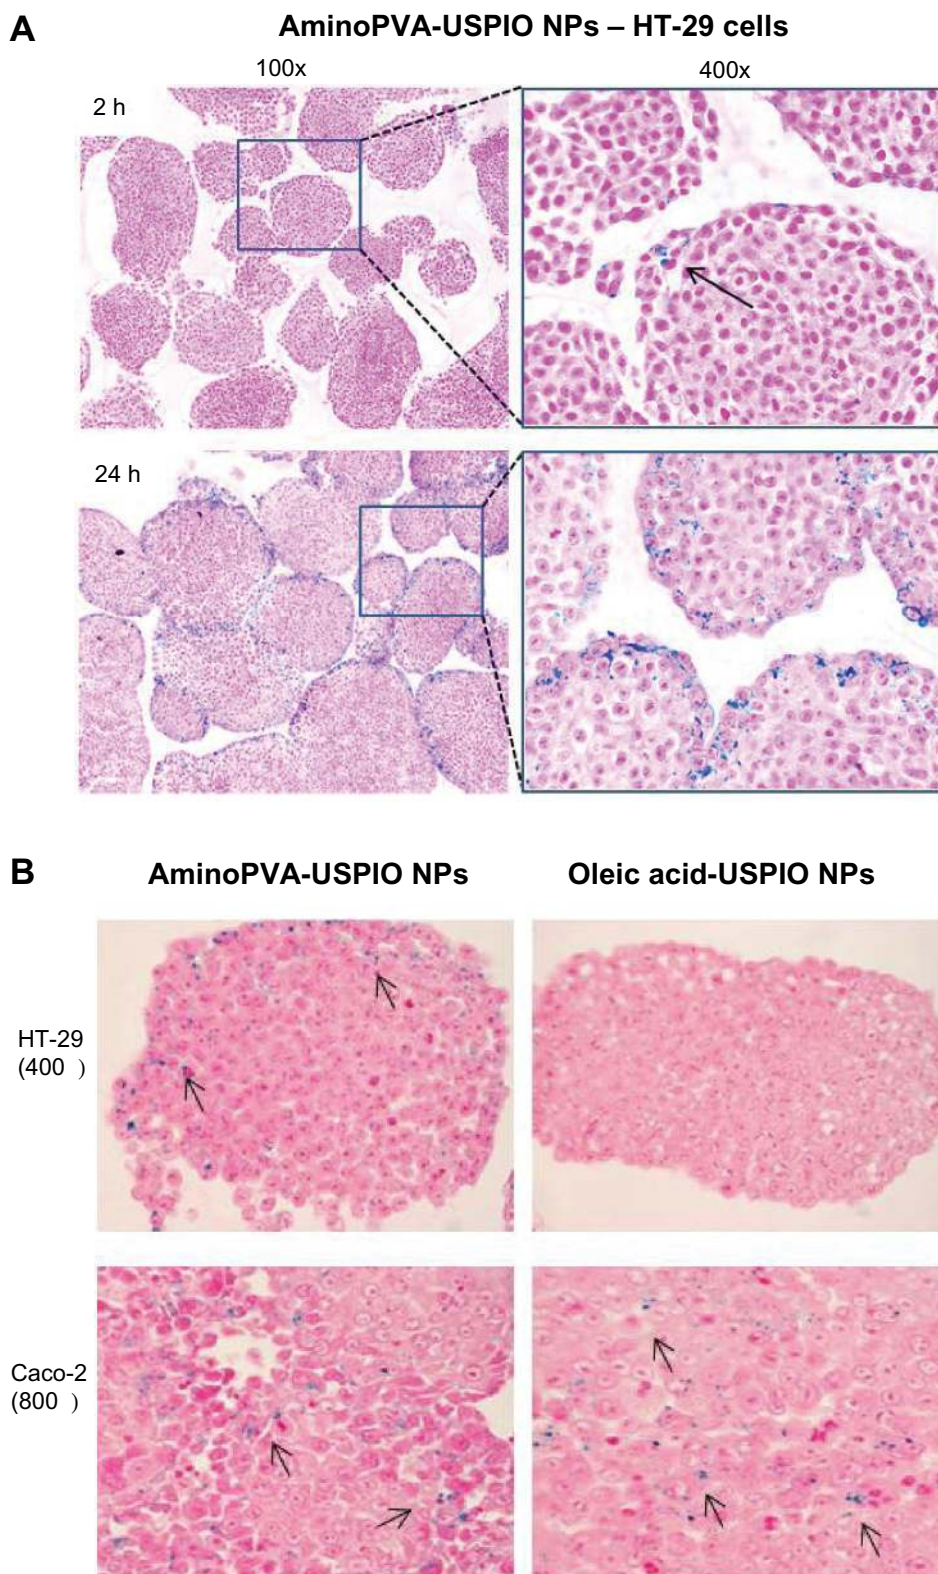 A
AminoPVA-USPIO NPs – HT-29 cells
100x
400x
2 h
24 h
B
AminoPVA-USPIO NPs
Oleic acid-USPIO NPs
HT-29
(400 )
Caco-2
(800 )